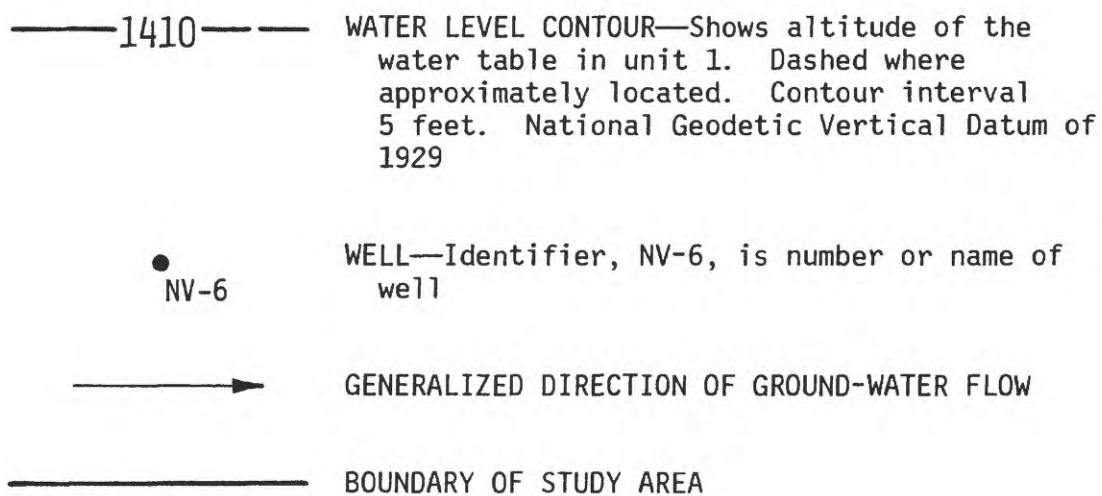 1410 WATER LEVEL CONTOUR—Shows altitude of the
water table in unit 1. Dashed where
approximately located. Contour interval
5 feet. National Geodetic Vertical Datum of
1929
NV-6 WELL—Identifier, NV-6, is number or name of
well
GENERALIZED DIRECTION OF GROUND-WATER FLOW
BOUNDARY OF STUDY AREA